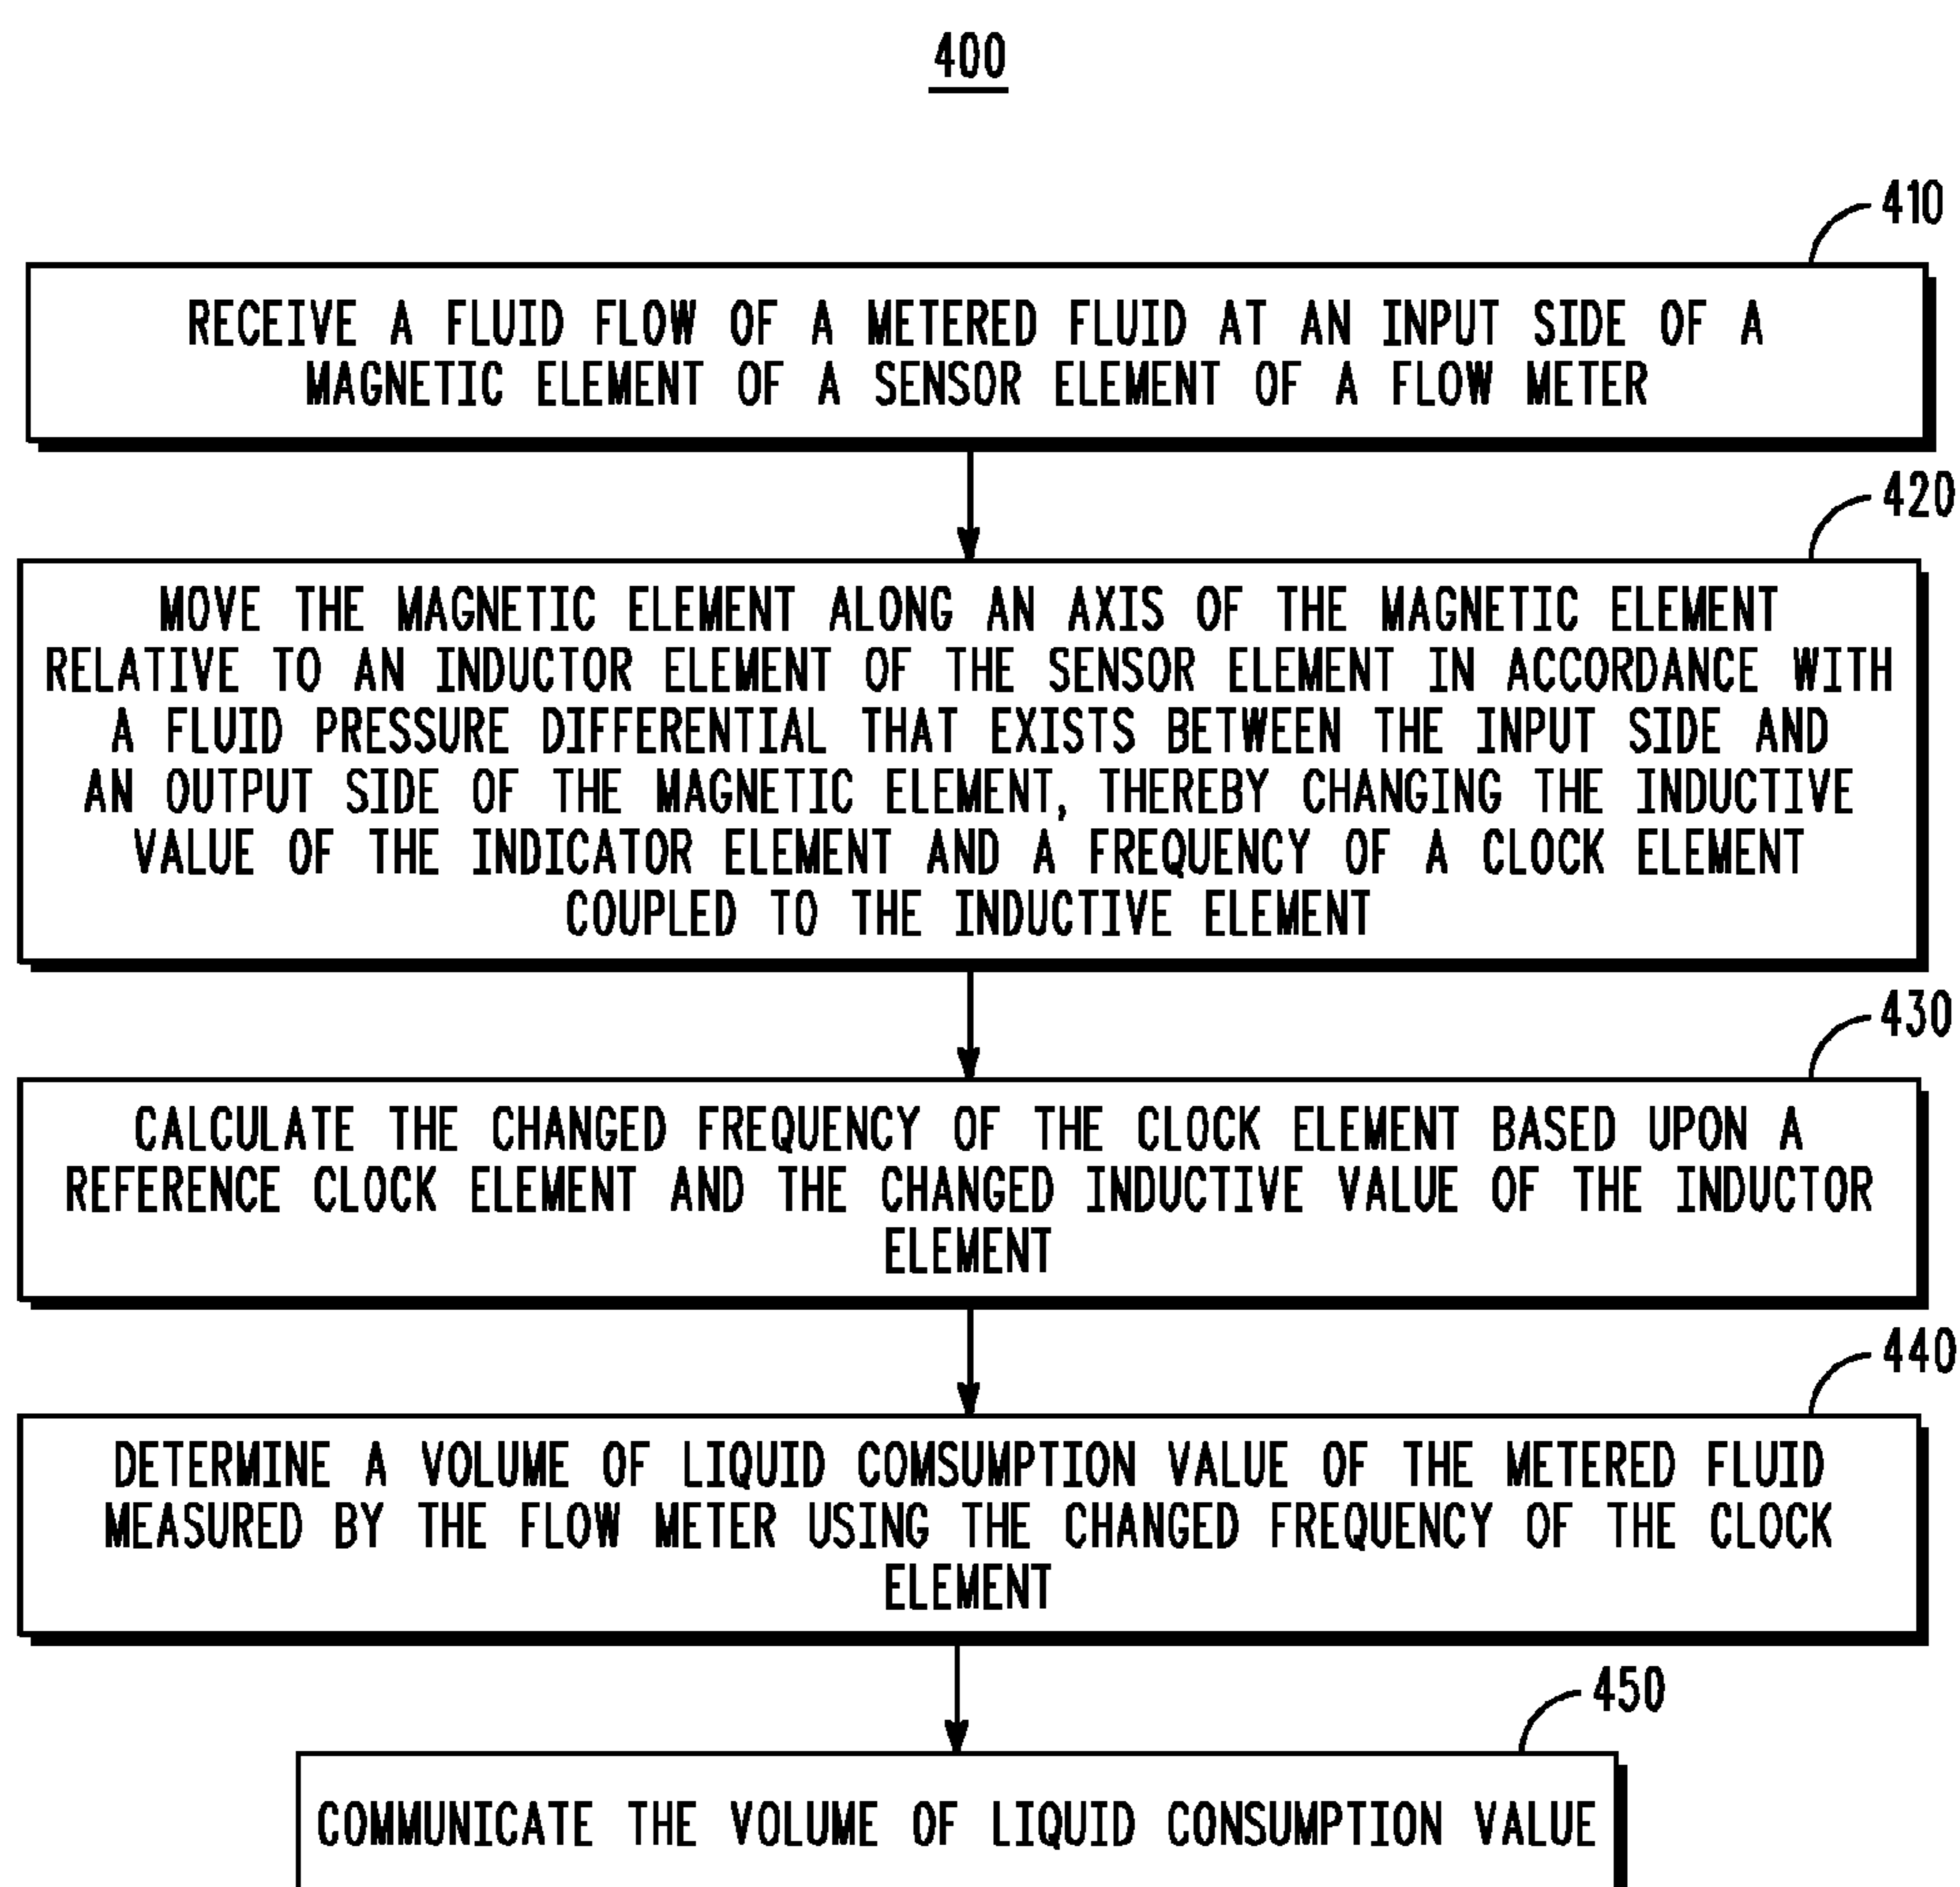 400
410
RECEIVE A FLUID FLOW OF A METERED FLUID AT AN INPUT SIDE OF A
MAGNETIC ELEMENT OF A SENSOR ELEMENT OF A FLOW METER
420
MOVE THE MAGNETIC ELEMENT ALONG AN AXIS OF THE MAGNETIC ELEMENT
RELATIVE TO AN INDUCTOR ELEMENT OF THE SENSOR ELEMENT IN ACCORDANCE WITH
A FLUID PRESSURE DIFFERENTIAL THAT EXISTS BETWEEN THE INPUT SIDE AND
AN OUTPUT SIDE OF THE MAGNETIC ELEMENT, THEREBY CHANGING THE INDUCTIVE
VALUE OF THE INDICATOR ELEMENT AND A FREQUENCY OF A CLOCK ELEMENT
COUPLED TO THE INDUCTIVE ELEMENT
430
CALCULATE THE CHANGED FREQUENCY OF THE CLOCK ELEMENT BASED UPON A
REFERENCE CLOCK ELEMENT AND THE CHANGED INDUCTIVE VALUE OF THE INDUCTOR
ELEMENT
440
DETERMINE A VOLUME OF LIQUID COMSUMPTION VALUE OF THE METERED FLUID
MEASURED BY THE FLOW METER USING THE CHANGED FREQUENCY OF THE CLOCK
ELEMENT
450
COMMUNICATE THE VOLUME OF LIQUID CONSUMPTION VALUE